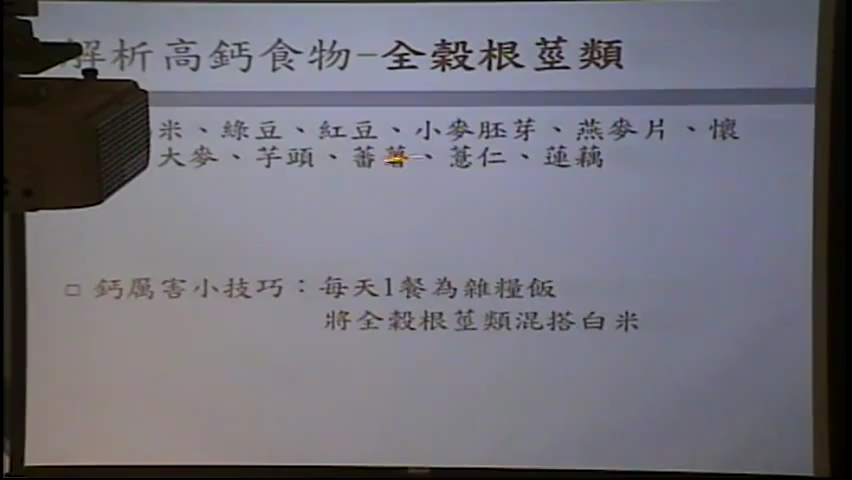 解析高鈣食物-全穀根莖類
米、綠豆、紅豆、小麥胚芽、燕麥片、懷
大麥、芋頭、蕃薯、薏仁、蓮藕
□ 鈣厲害小技巧：每天1餐為雜糧飯
將全穀根莖類混搭白米